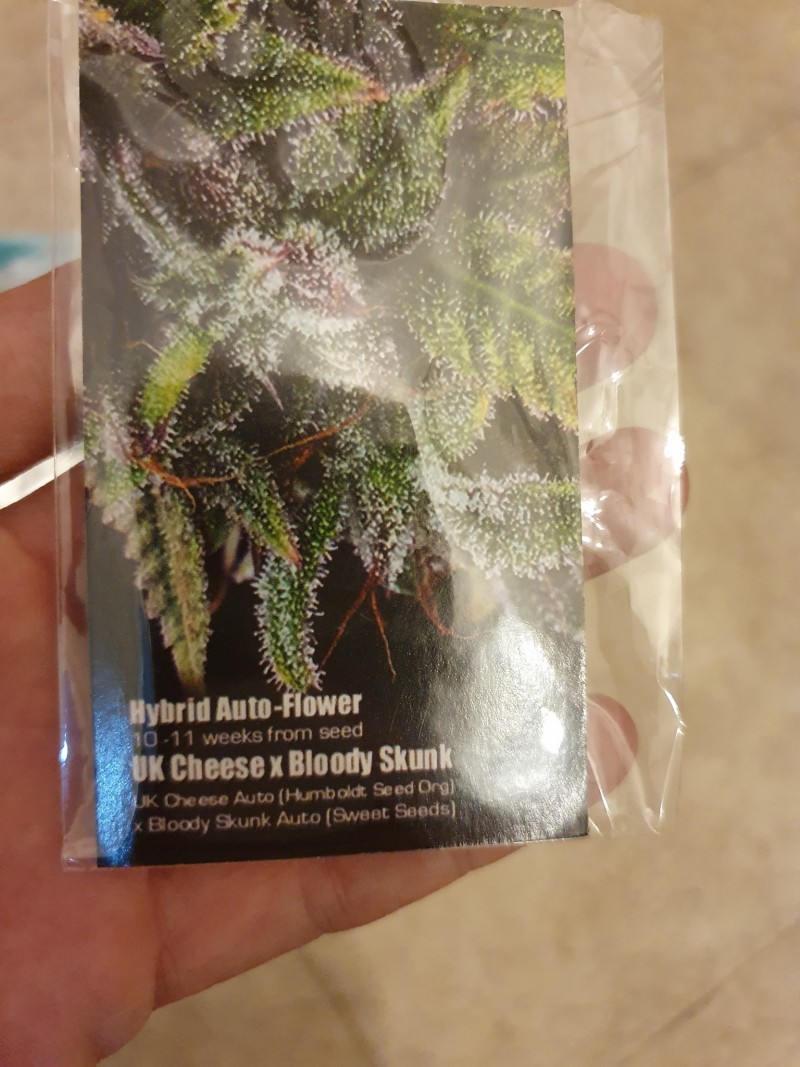 Hybrid Auto-Flower
10-11 weeks from seed
UK Cheese x Bloody Skunk
UK Cheese Auto (Humboldt Seed Org)
x Bloody Skunk Auto (Sweet Seeds)